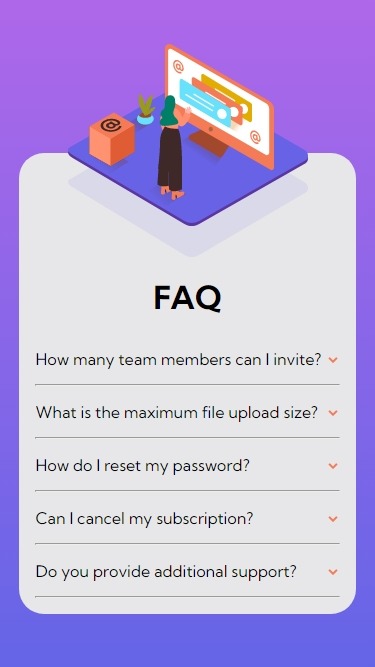 FAQ
How many team members can I invite?
What is the maximum file upload size?
How do I reset my password?
Can I cancel my subscription?
Do you provide additional support?